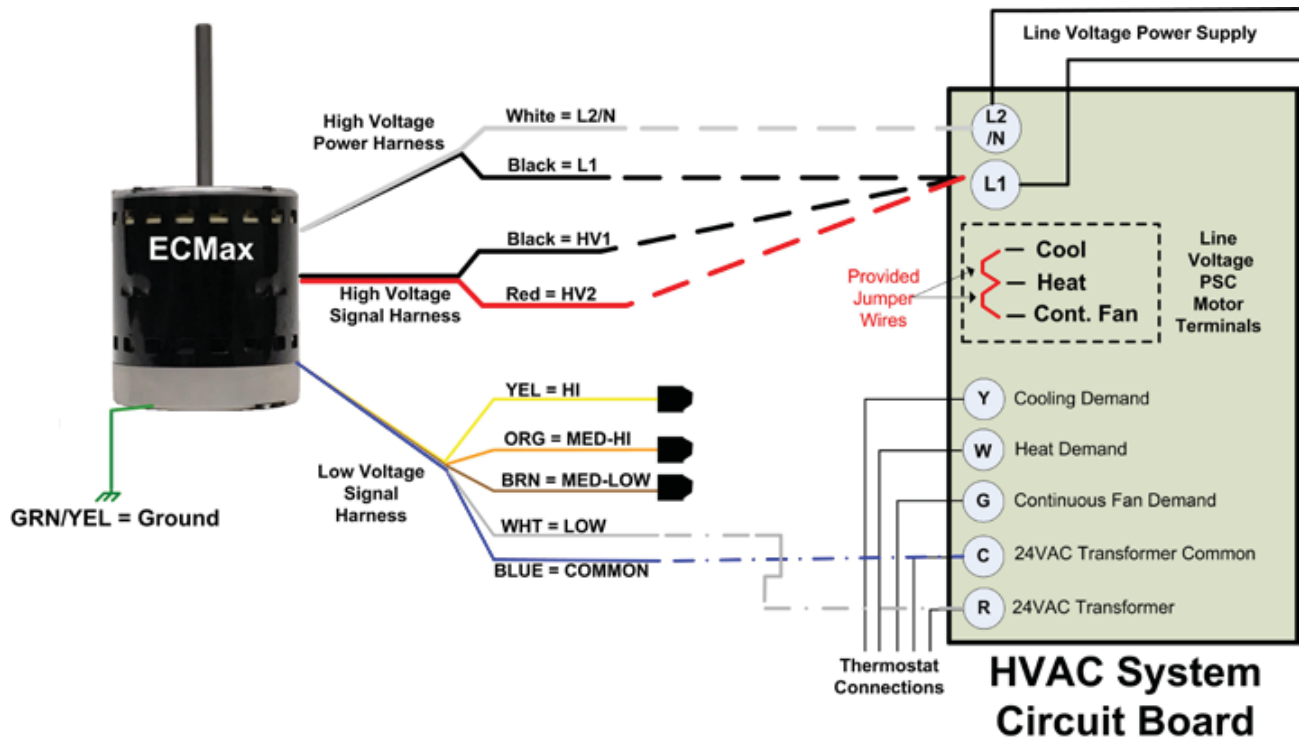 Line Voltage Power Supply
High Voltage
Power Harness
White = L2/N
L2
/N
Black = L1
L1
ECMax
Black = HV1
High Voltage
Signal Harness
Red = HV2
Provided
Jumper
Wires
Cool
Heat
Cont. Fan
Line
Voltage
PSC
Motor
Terminals
YEL = HI
ORG = MED-HI
BRN = MED-LOW
WHT = LOW
BLUE = COMMON
Low Voltage
Signal
Harness
GRN/YEL = Ground
Y Cooling Demand
W Heat Demand
G Continuous Fan Demand
C 24VAC Transformer Common
R 24VAC Transformer
Thermostat
Connections
HVAC System
Circuit Board